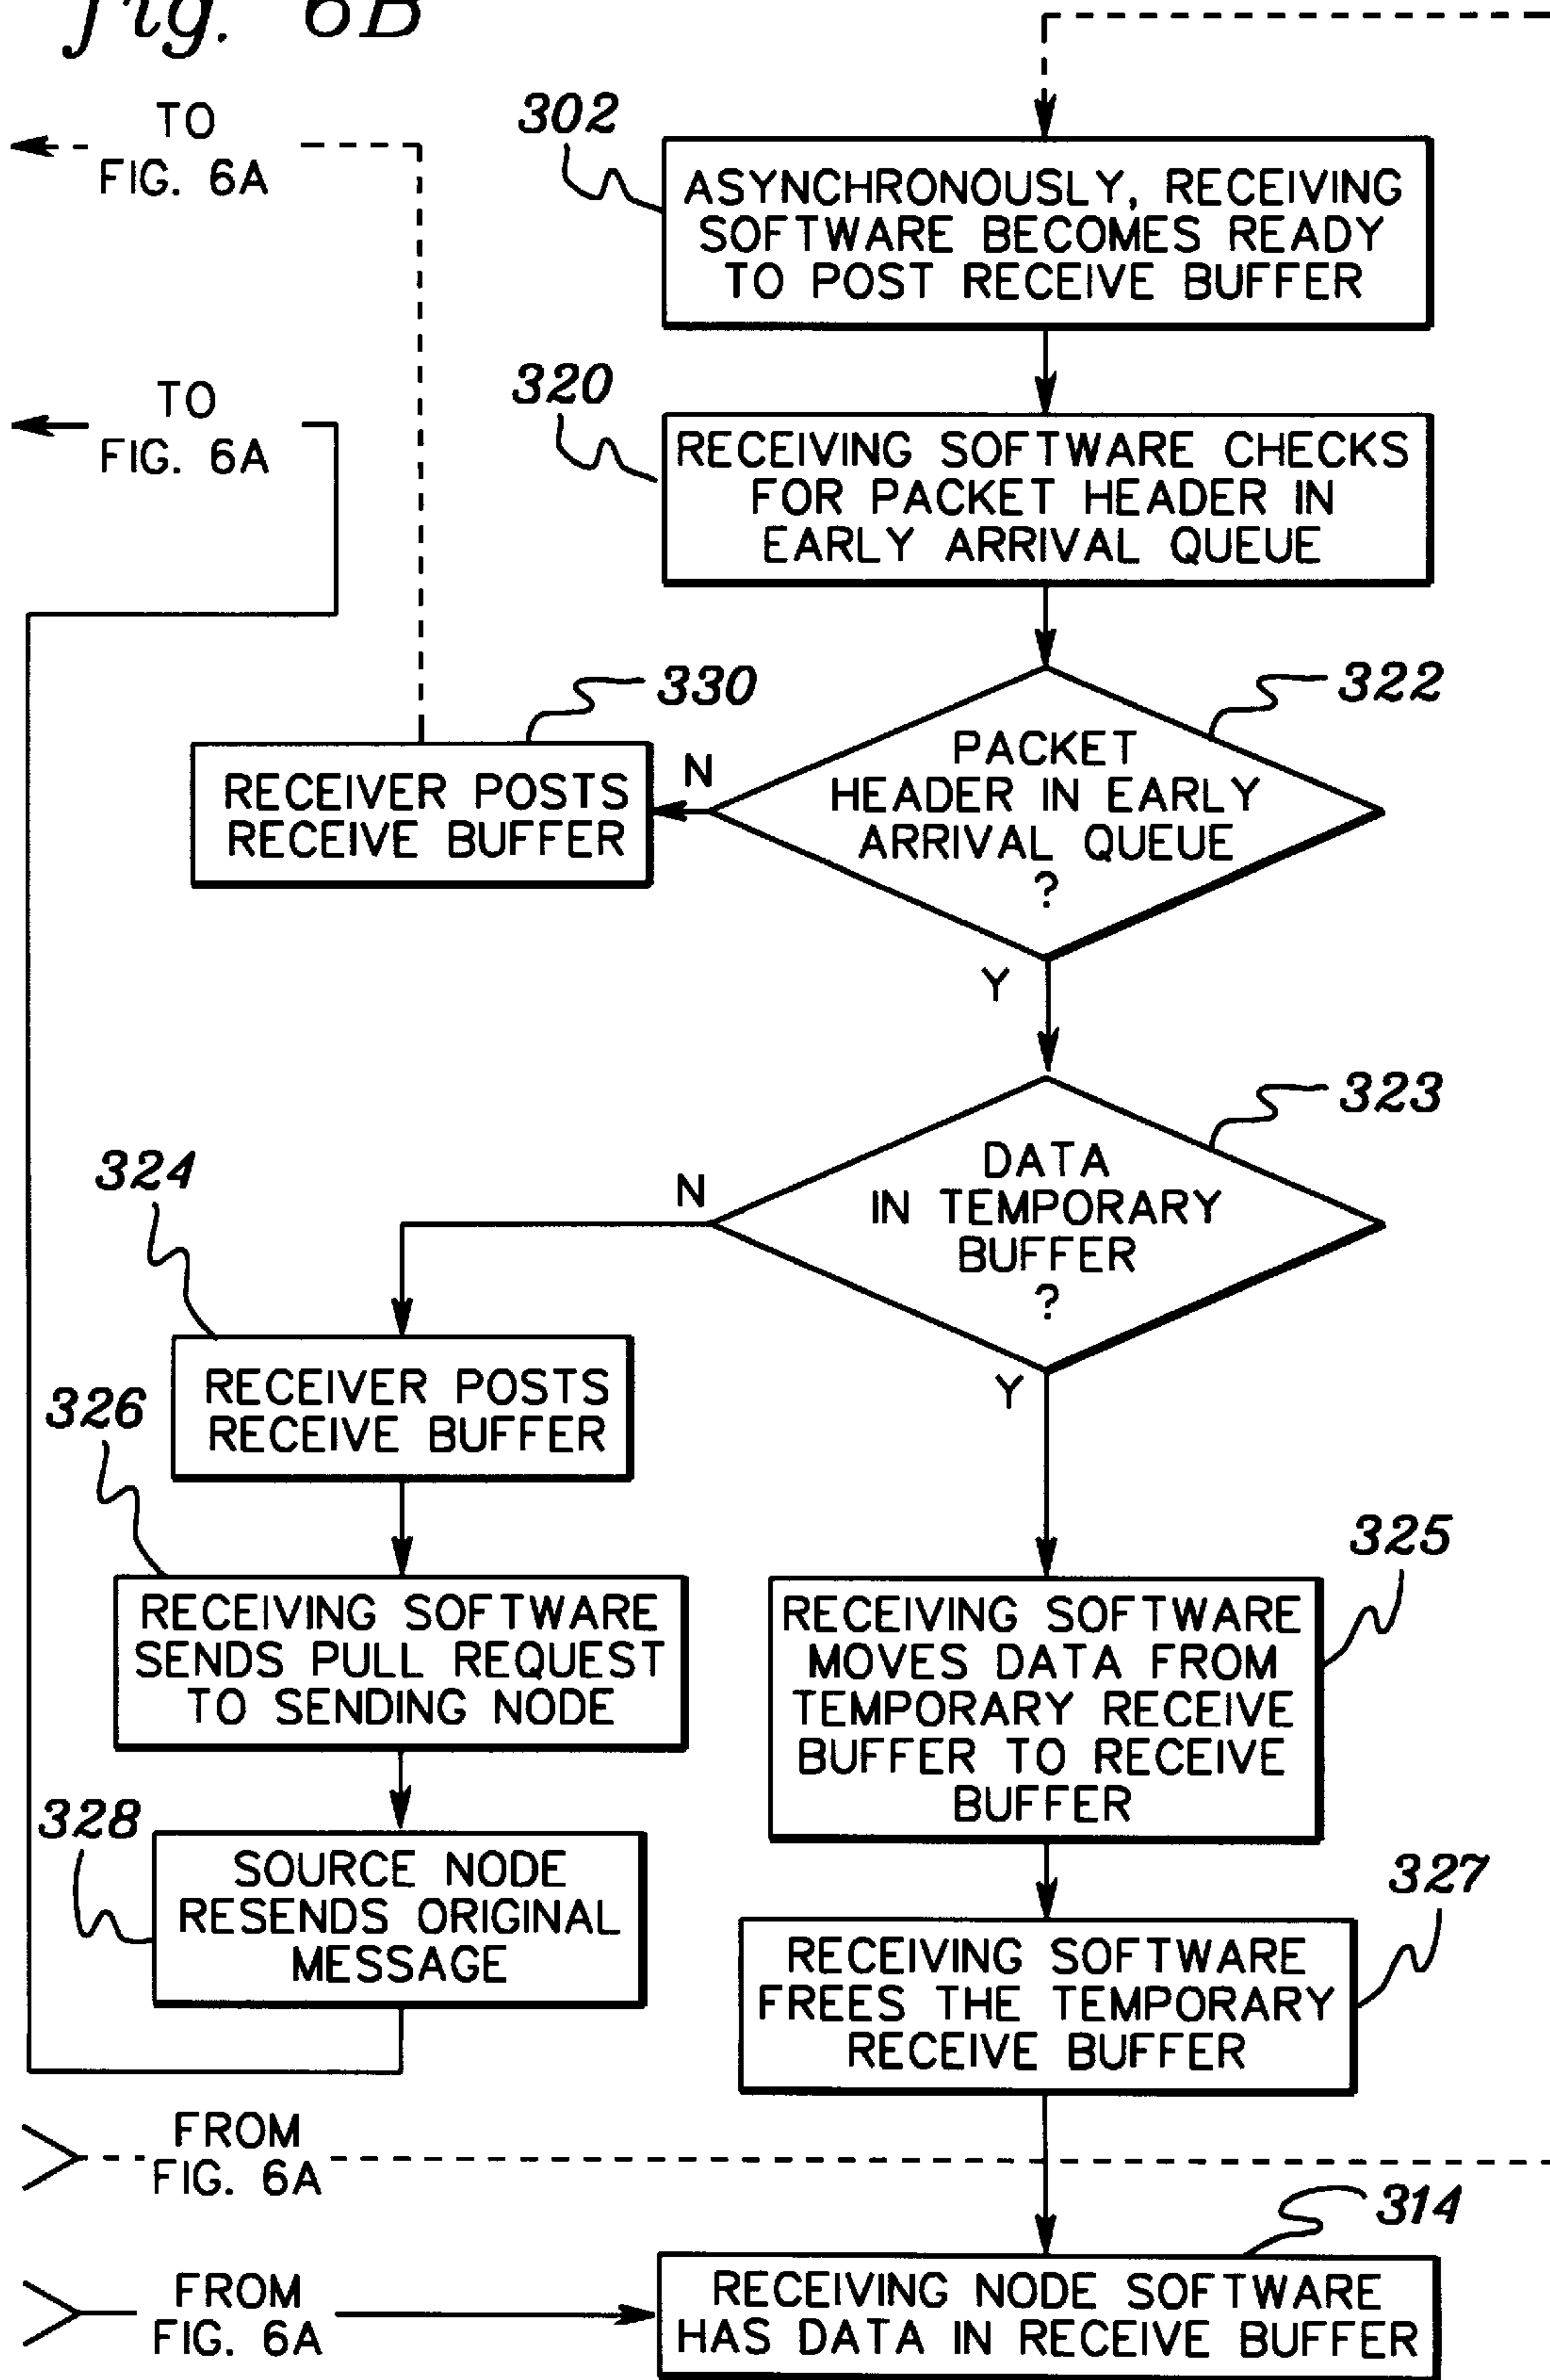 fig. 6B
TO
FIG. 6A
302
ASYNCHRONOUSLY, RECEIVING
SOFTWARE BECOMES READY
TO POST RECEIVE BUFFER
TO
FIG. 6A
320
RECEIVING SOFTWARE CHECKS
FOR PACKET HEADER IN
EARLY ARRIVAL QUEUE
330
RECEIVER POSTS
RECEIVE BUFFER
N
322
PACKET
HEADER IN EARLY
ARRIVAL QUEUE
?
Y
323
DATA
IN TEMPORARY
BUFFER
?
N
Y
324
RECEIVER POSTS
RECEIVE BUFFER
326
RECEIVING SOFTWARE
SENDS PULL REQUEST
TO SENDING NODE
325
RECEIVING SOFTWARE
MOVES DATA FROM
TEMPORARY RECEIVE
BUFFER TO RECEIVE
BUFFER
328
SOURCE NODE
RESENDS ORIGINAL
MESSAGE
327
RECEIVING SOFTWARE
FREES THE TEMPORARY
RECEIVE BUFFER
FROM
FIG. 6A
314
FROM
FIG. 6A
RECEIVING NODE SOFTWARE
HAS DATA IN RECEIVE BUFFER